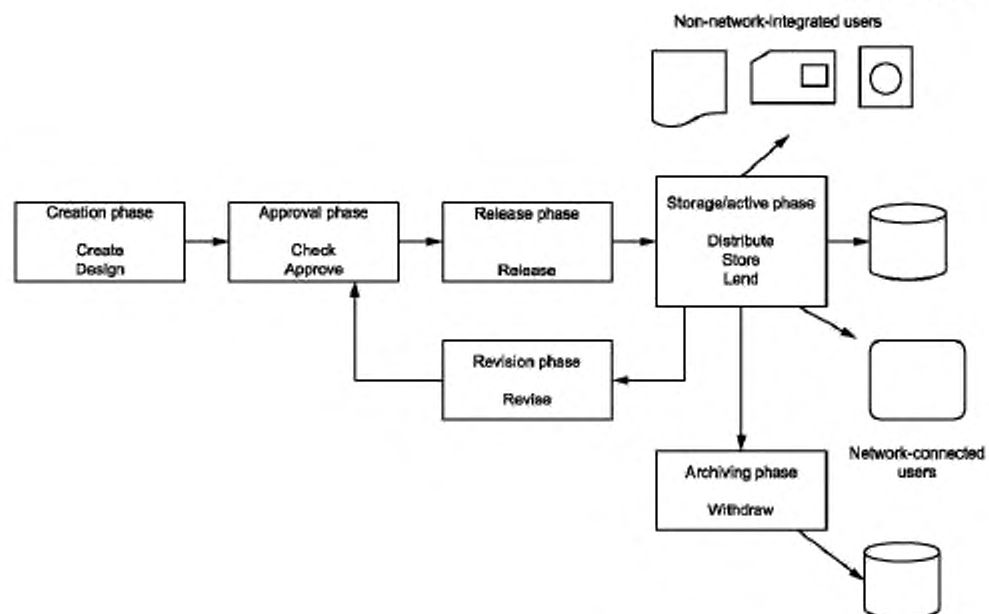 Non-network-integrated users
Creation phase
Create
Design
Approval phase
Check
Approve
Release phase
Release
Storage/active phase
Distribute
Store
Lend
Revision phase
Revise
Archiving phase
Withdraw
Network-connected
users